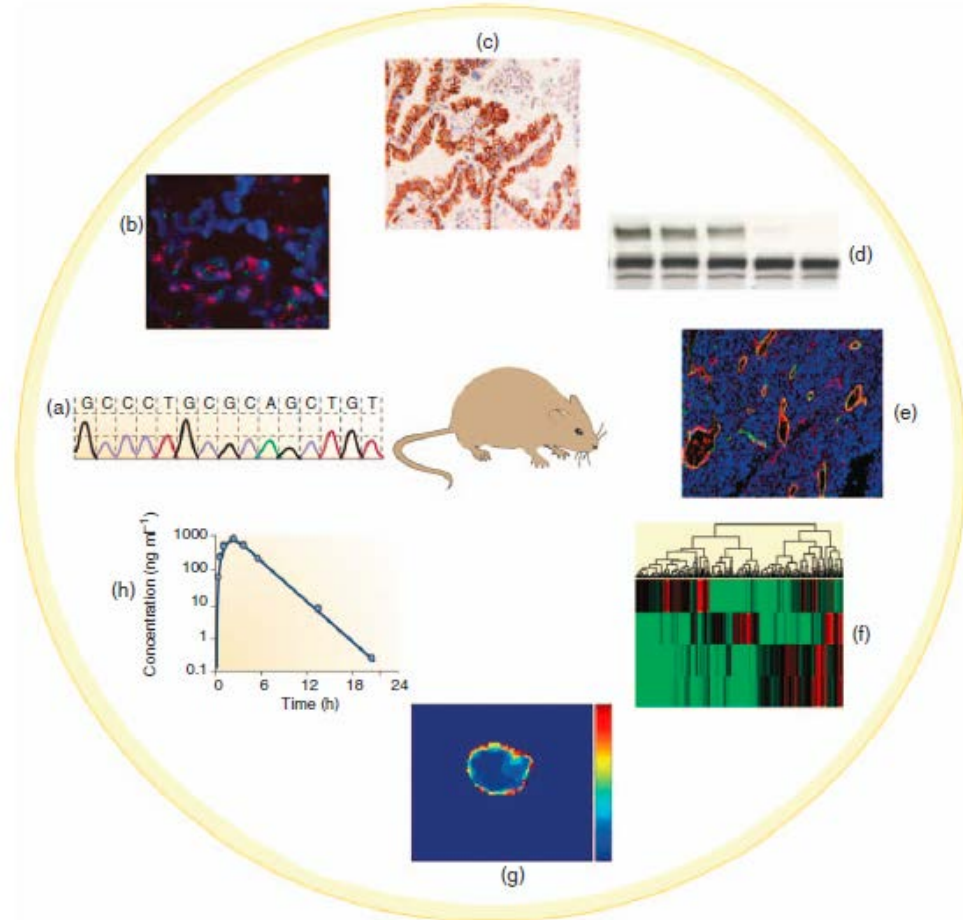 (c)
(b)
(d)
(a)
G C C C T G C G C A G C T G T
(e)
(h)
Concentration (ng ml⁻¹)
1000
100
10
1
0.1
0 6 12 18 24
Time (h)
(f)
(g)